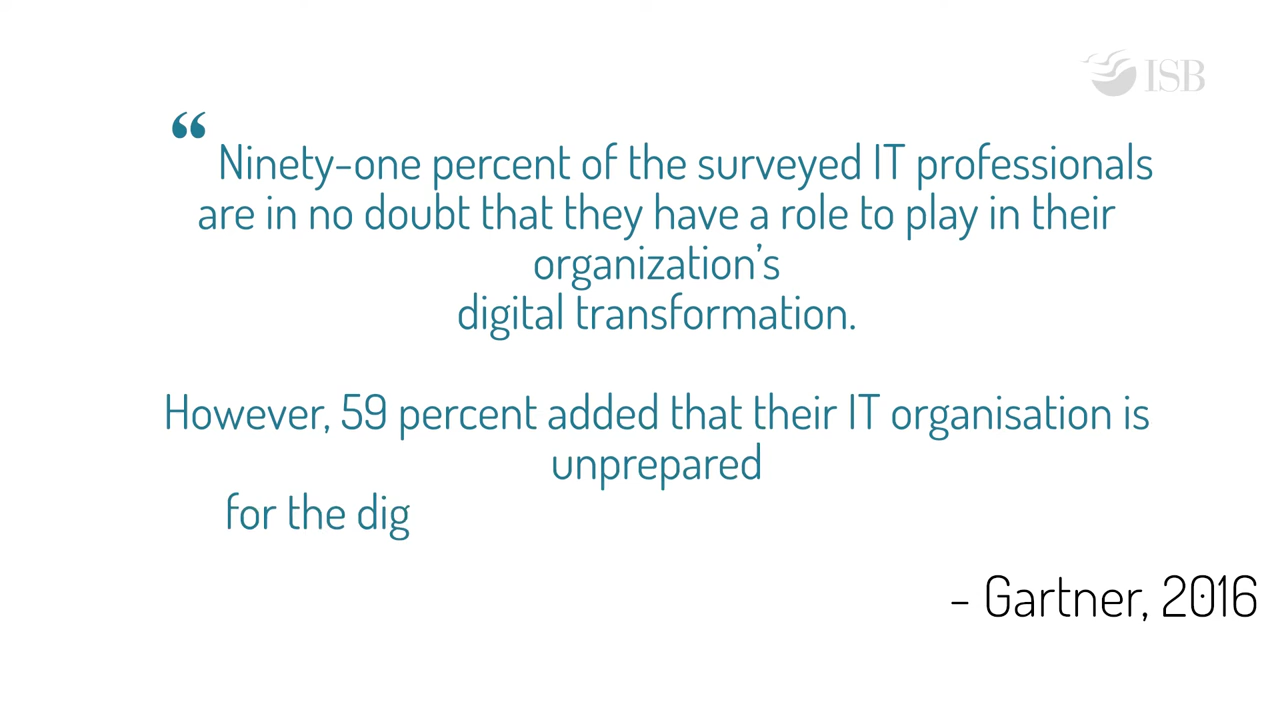 ISB
“ Ninety-one percent of the surveyed IT professionals
are in no doubt that they have a role to play in their
organization’s
digital transformation.
However, 59 percent added that their IT organisation is
unprepared
for the dig
– Gartner, 2016